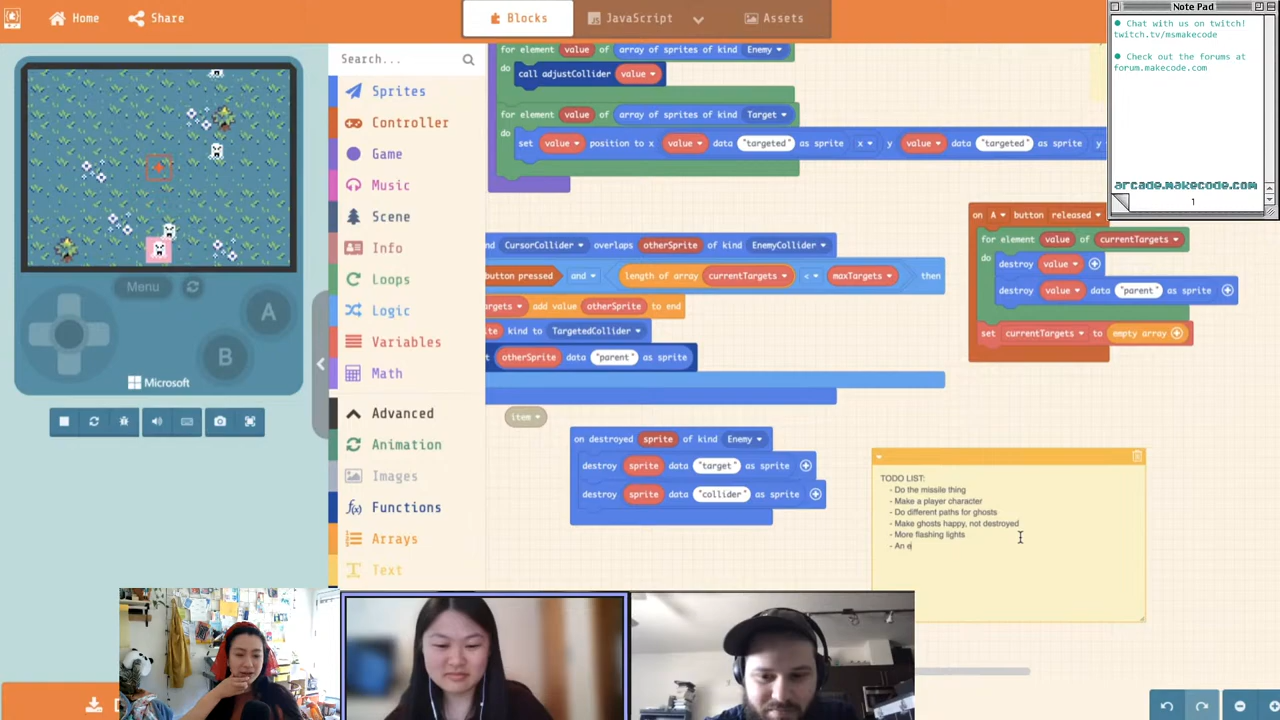 Home
Share
Blocks
JavaScript
Assets
Note Pad
Chat with us on twitch!
twitch.tv/msmakecode
Check out the forums at
forum.makecode.com
arcade.makecode.com
1
Menu
A
B
Microsoft
Search...
Sprites
Controller
Game
Music
Scene
Info
Loops
Logic
Variables
Math
Advanced
Animation
Images
Functions
Arrays
Text
for element value of array of sprites of kind Enemy
do call adjustCollider value
for element value of array of sprites of kind Target
do set value position to x value data "targeted" as sprite x y value data "targeted" as sprite y
CursorCollider overlaps otherSprite of kind EnemyCollider
button pressed and length of array currentTargets < maxTargets then
add value otherSprite to end
kind to TargetedCollider
otherSprite data "parent" as sprite
item
on destroyed sprite of kind Enemy
destroy sprite data "target" as sprite
destroy sprite data "collider" as sprite
on A button released
for element value of currentTargets
do destroy value
destroy value data "parent" as sprite
set currentTargets to empty array
TODO LIST:
- Do the missile thing
- Make a player character
- Do different paths for ghosts
- Make ghosts happy, not destroyed
- More flashing lights
- An e